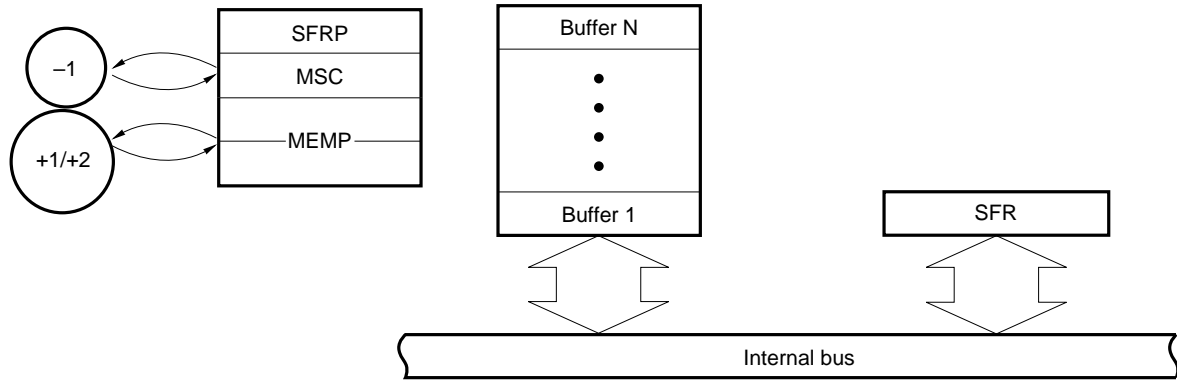 SFRP
Buffer N
–1
MSC
MEMP
+1/+2
Buffer 1
SFR
Internal bus